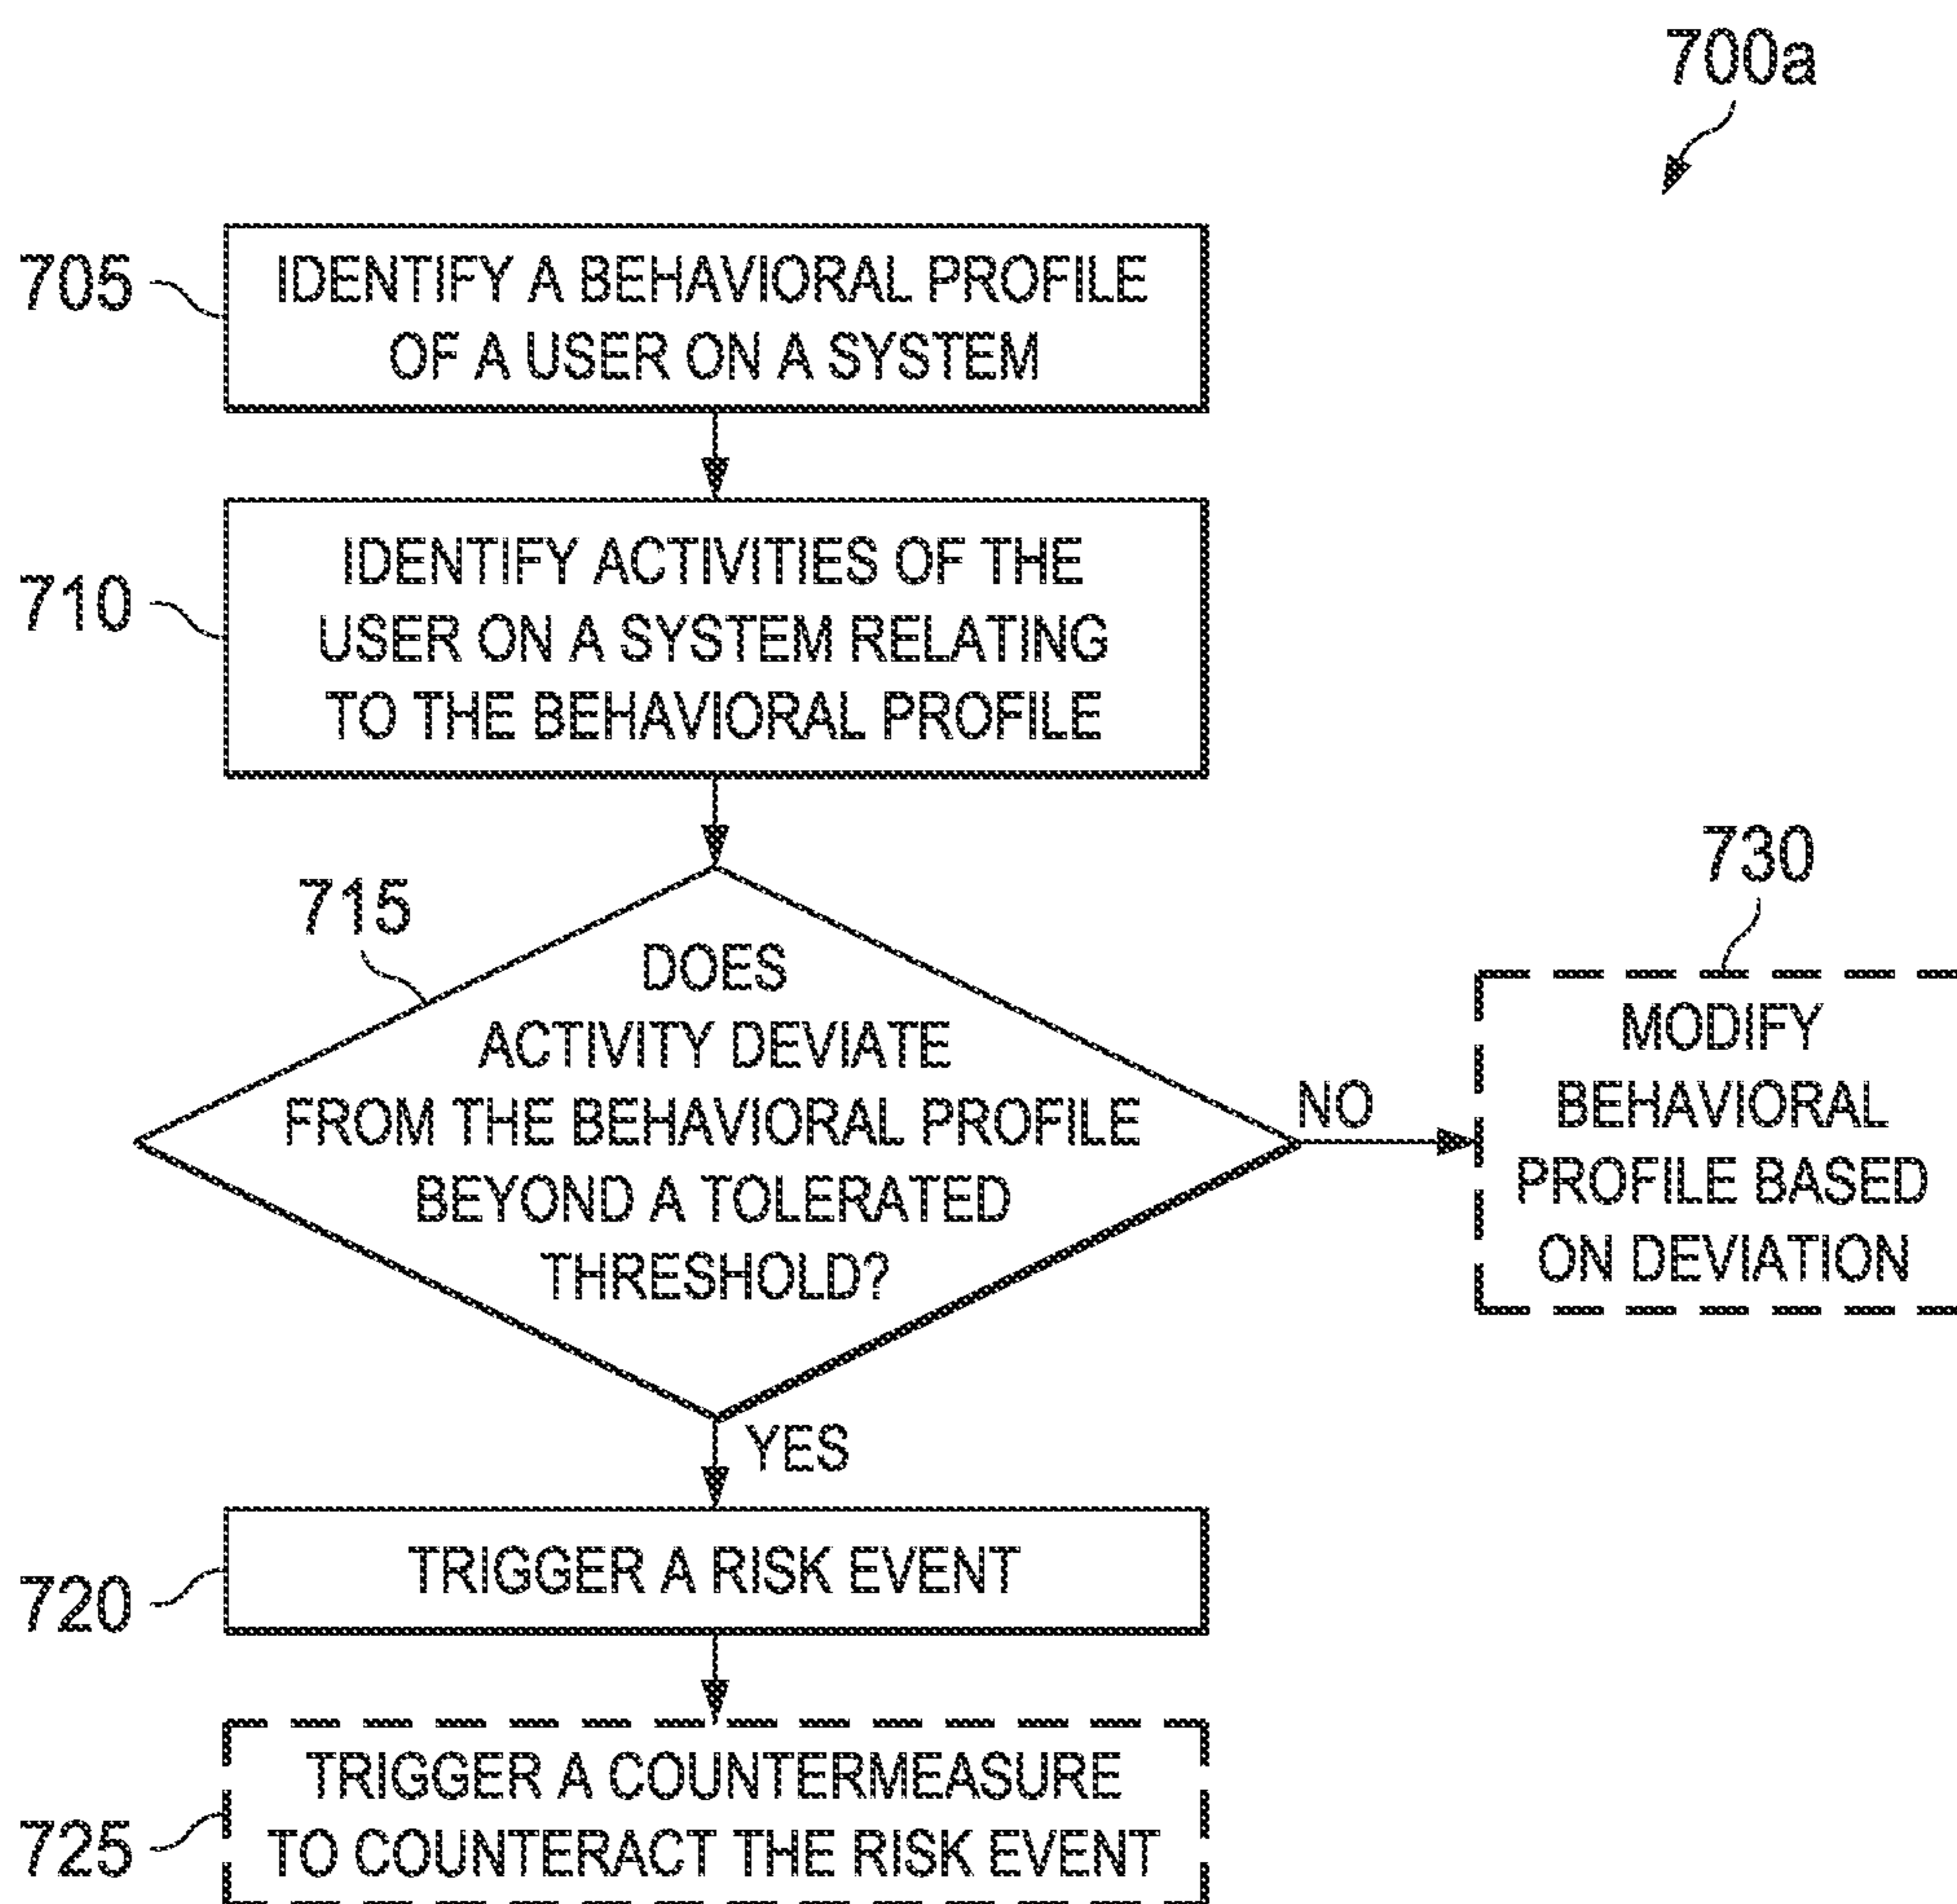 700a
705
IDENTIFY A BEHAVIORAL PROFILE
OF A USER ON A SYSTEM
710
IDENTIFY ACTIVITIES OF THE
USER ON A SYSTEM RELATING
TO THE BEHAVIORAL PROFILE
715
DOES
ACTIVITY DEVIATE
FROM THE BEHAVIORAL PROFILE
BEYOND A TOLERATED
THRESHOLD?
NO
730
MODIFY
BEHAVIORAL
PROFILE BASED
ON DEVIATION
YES
720
TRIGGER A RISK EVENT
725
TRIGGER A COUNTERMEASURE
TO COUNTERACT THE RISK EVENT